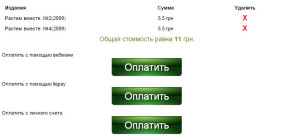 Издания Сумма Удалить
Растем вместе. №2(2009) 5.5 грн X
Растем вместе. №4(2009) 5.5 грн X
Общая стоимость равна 11 грн.
Оплатить с помощью вебмани
Оплатить
Оплатить с помощью liqpay
Оплатить
Оплатить с личного счета
Оплатить